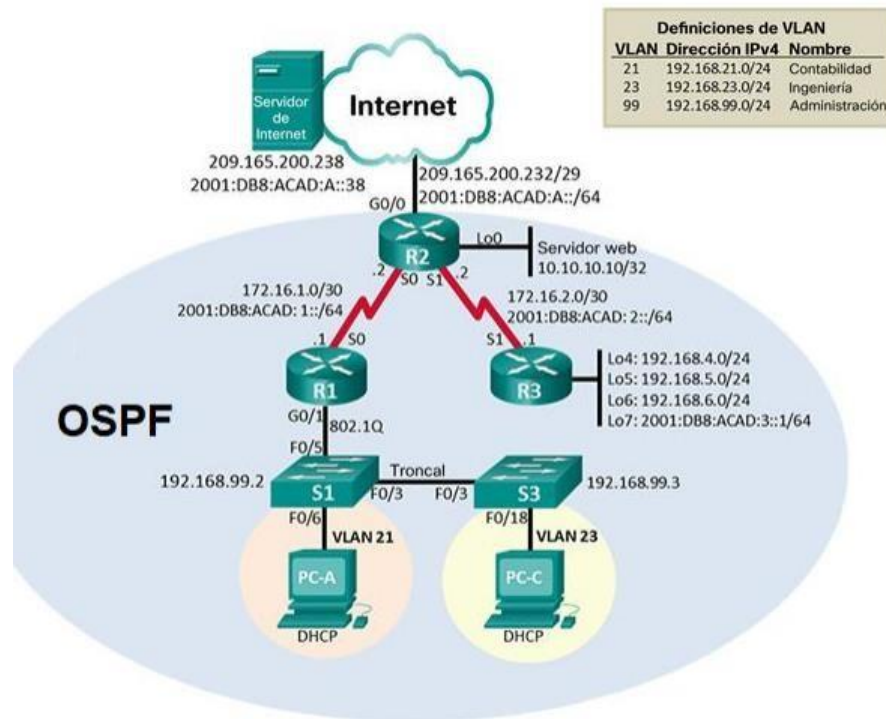 Definiciones de VLAN
VLAN Dirección IPv4 Nombre
21 192.168.21.0/24 Contabilidad
23 192.168.23.0/24 Ingeniería
99 192.168.99.0/24 Administración
Servidor
de
Internet
Internet
209.165.200.238
2001:DB8:ACAD:A::38
209.165.200.232/29
2001:DB8:ACAD:A::/64
G0/0
R2
Lo0
Servidor web
10.10.10.10/32
.2
S0
S1
.2
172.16.1.0/30
2001:DB8:ACAD: 1::/64
172.16.2.0/30
2001:DB8:ACAD: 2::/64
.1
S0
S1
.1
R1
R3
Lo4: 192.168.4.0/24
Lo5: 192.168.5.0/24
Lo6: 192.168.6.0/24
Lo7: 2001:DB8:ACAD:3::1/64
OSPF
G0/1
802.1Q
F0/5
192.168.99.2
S1
Troncal
F0/3
F0/3
S3
192.168.99.3
F0/6
F0/18
VLAN 21
VLAN 23
PC-A
PC-C
DHCP
DHCP